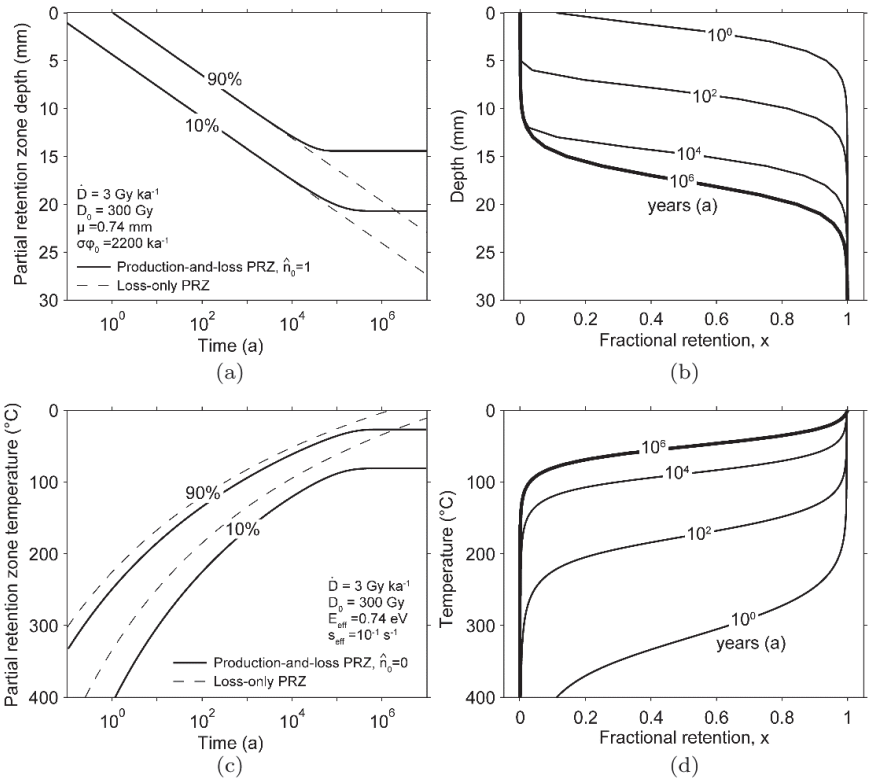 0
5
10
15
20
25
30
Partial retention zone depth (mm)
90%
10%
Ḋ = 3 Gy ka⁻¹
D₀ = 300 Gy
μ =0.74 mm
σφ₀ =2200 ka⁻¹
Production-and-loss PRZ, n̂₀=1
Loss-only PRZ
10⁰ 10² 10⁴ 10⁶
Time (a)
(a)
0
5
10
15
20
25
30
Depth (mm)
10⁰
10²
10⁴
10⁶
years (a)
0 0.2 0.4 0.6 0.8 1
Fractional retention, x
(b)
0
100
200
300
400
Partial retention zone temperature (°C)
90%
10%
Ḋ = 3 Gy ka⁻¹
D₀ = 300 Gy
E_eff =0.74 eV
s_eff =10⁻¹ s⁻¹
Production-and-loss PRZ, n̂₀=0
Loss-only PRZ
10⁰ 10² 10⁴ 10⁶
Time (a)
(c)
0
100
200
300
400
Temperature (°C)
10⁶
10⁴
10²
10⁰
years (a)
0 0.2 0.4 0.6 0.8 1
Fractional retention, x
(d)